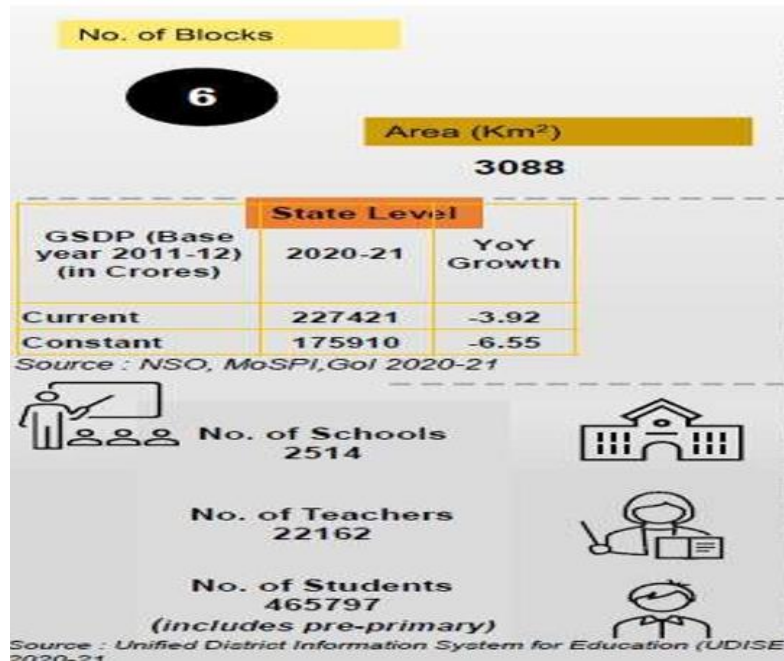 No. of Blocks
6
Area (Km²)
3088
State Level
GSDP (Base year 2011-12) (in Crores) 2020-21 YoY Growth
Current 227421 -3.92
Constant 175910 -6.55
Source : NSO, MoSPI,GoI 2020-21
No. of Schools
2514
No. of Teachers
22162
No. of Students
465797
(includes pre-primary)
Source : Unified District Information System for Education (UDISE
2020-21